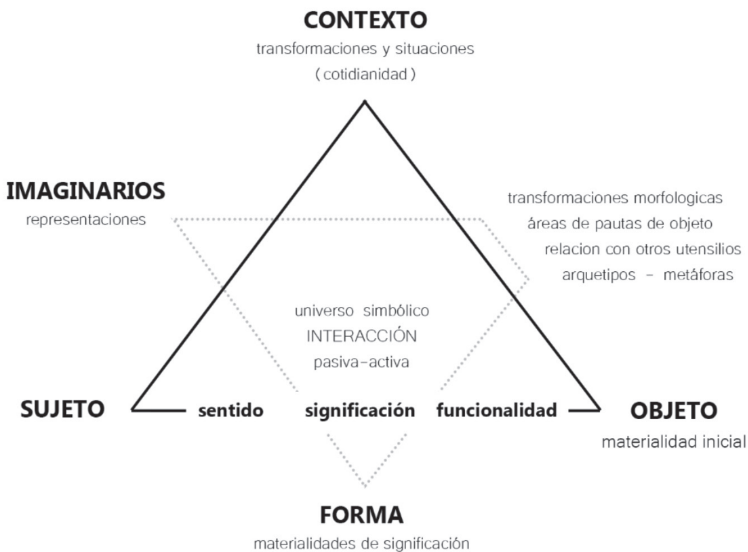 CONTEXTO
transformaciones y situaciones
(cotidianidad)
IMAGINARIOS
representaciones
transformaciones morfologicas
áreas de pautas de objeto
relacion con otros utensilios
arquetipos - metáforas
universo simbólico
INTERACCIÓN
pasiva-activa
SUJETO
sentido
significación
funcionalidad
OBJETO
materialidad inicial
FORMA
materialidades de significación